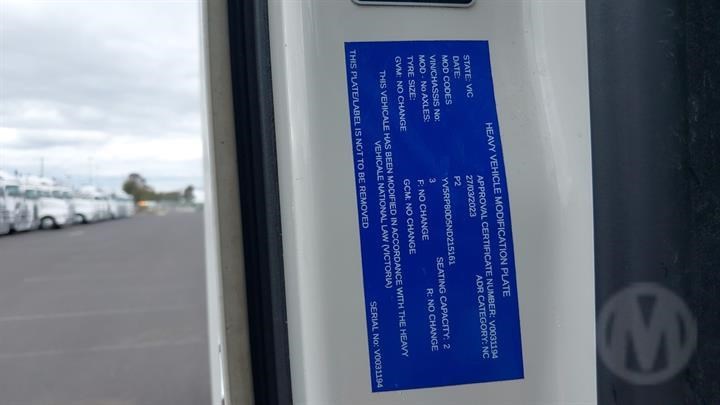 HEAVY VEHICLE MODIFICATION PLATE
STATE: VIC APPROVAL CERTIFICATE NUMBER: V0031194
DATE: 27/03/2023 ADR CATEGORY: NC
MOD CODES P2
VIN/CHASSIS No: YV5RP80D5ND215161
MOD - No AXLES: 3 SEATING CAPACITY: 2
TYRE SIZE: F: NO CHANGE R: NO CHANGE
GVM: NO CHANGE GCM: NO CHANGE
THIS VEHICALE HAS BEEN MODIFIED IN ACCORDANCE WITH THE HEAVY
VEHICALE NATIONAL LAW (VICTORIA)
THIS PLATE/LABEL IS NOT TO BE REMOVED SERIAL No: V0031194
M